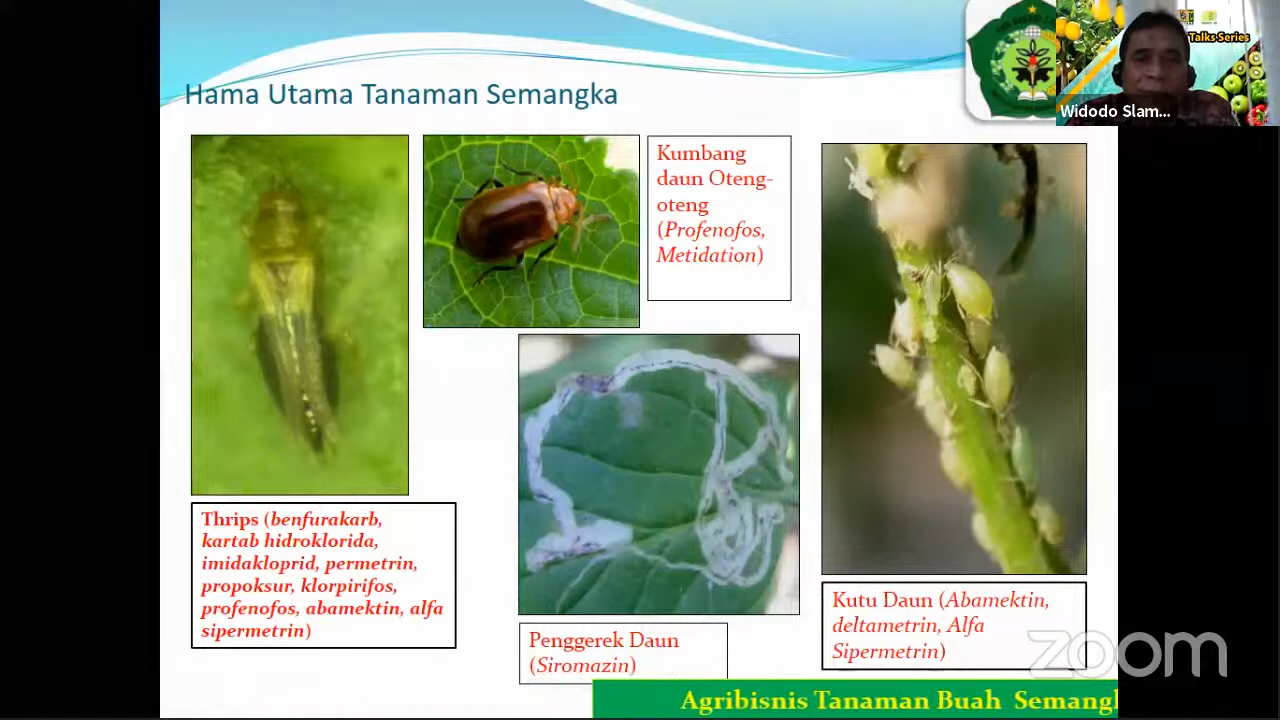 Hama Utama Tanaman Semangka
Talks Series
Widodo Slam...
Kumbang
daun Oteng-
oteng
(Profenofos,
Metidation)
Thrips (benfurakarb,
kartab hidroklorida,
imidakloprid, permetrin,
propoksur, klorpirifos,
profenofos, abamektin, alfa
sipermetrin)
Penggerek Daun
(Siromazin)
Kutu Daun (Abamektin,
deltametrin, Alfa
Sipermetrin)
zoom
Agribisnis Tanaman Buah Semangk